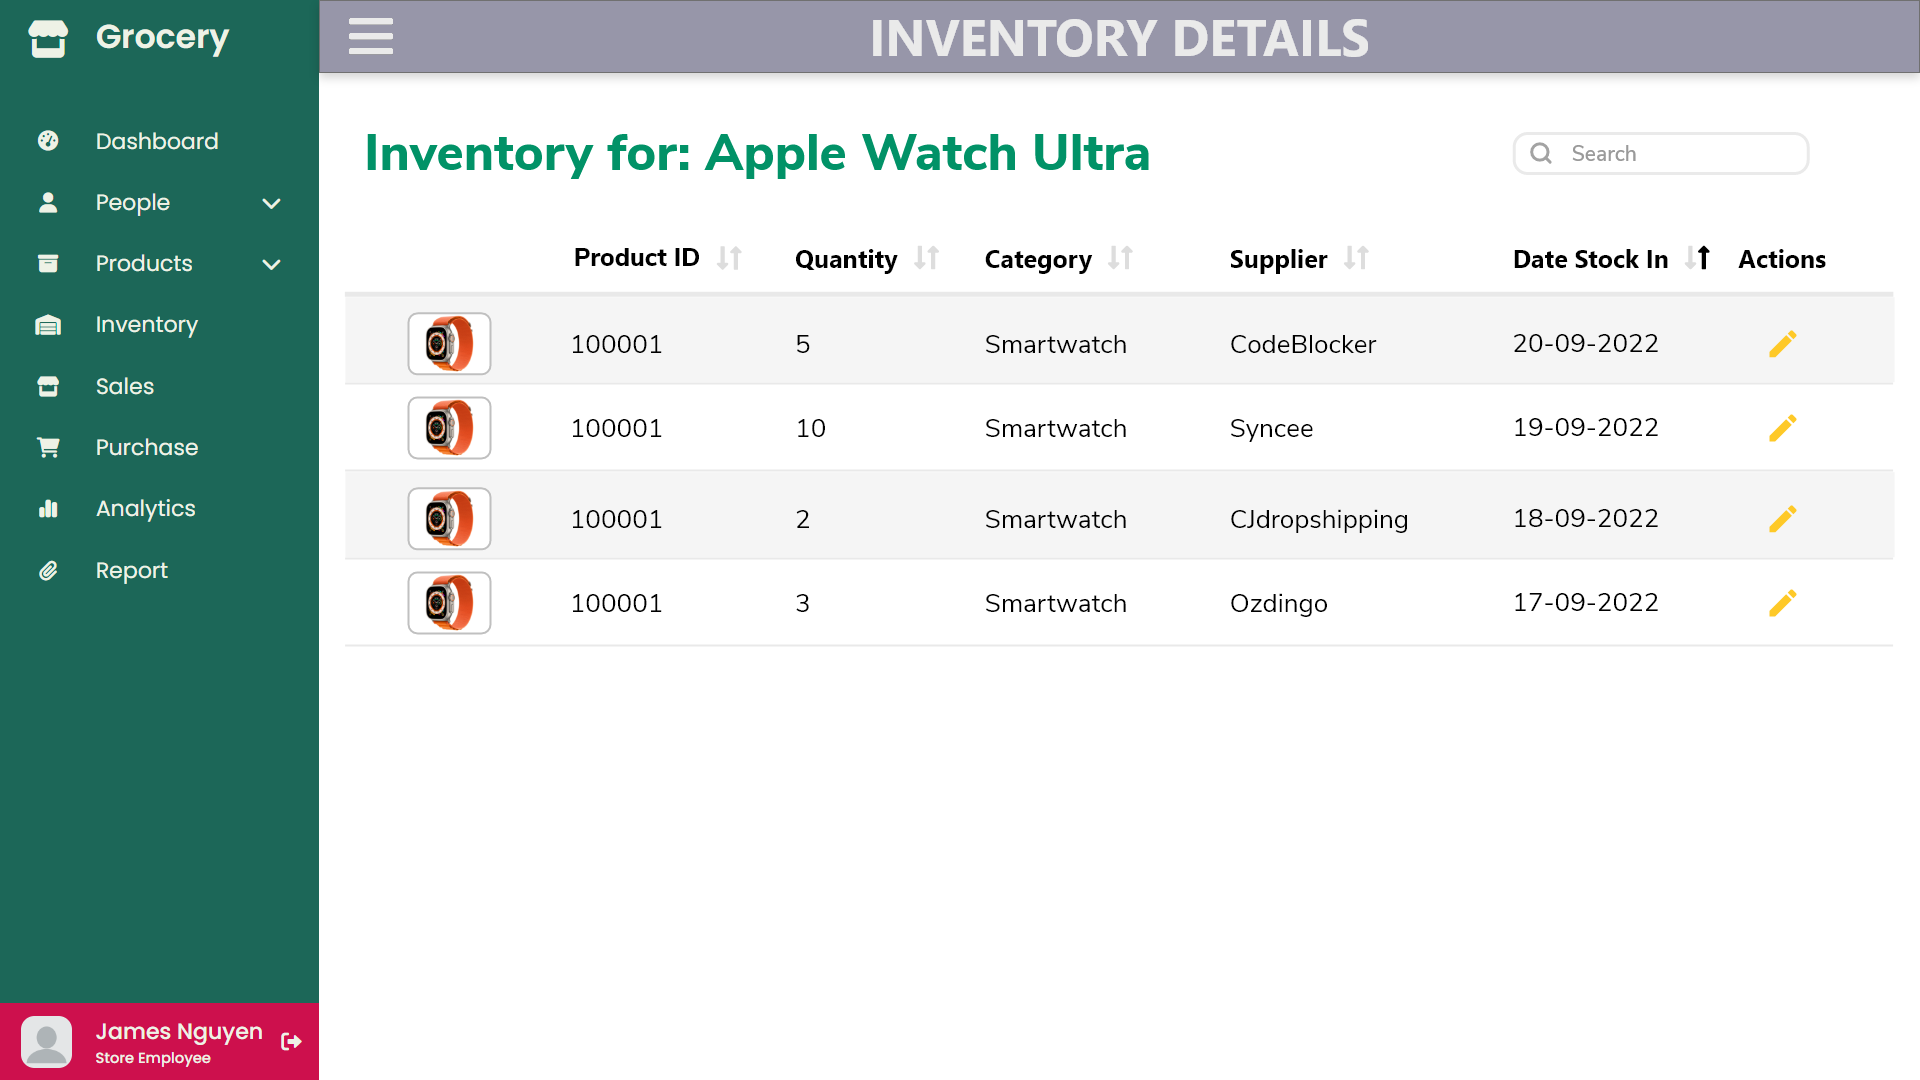 Grocery
INVENTORY DETAILS
Dashboard
People
Products
Inventory
Sales
Purchase
Analytics
Report
James Nguyen
Store Employee
Inventory for: Apple Watch Ultra
Search
Product ID Quantity Category Supplier Date Stock In Actions
100001 5 Smartwatch CodeBlocker 20-09-2022
100001 10 Smartwatch Syncee 19-09-2022
100001 2 Smartwatch CJdropshipping 18-09-2022
100001 3 Smartwatch Ozdingo 17-09-2022